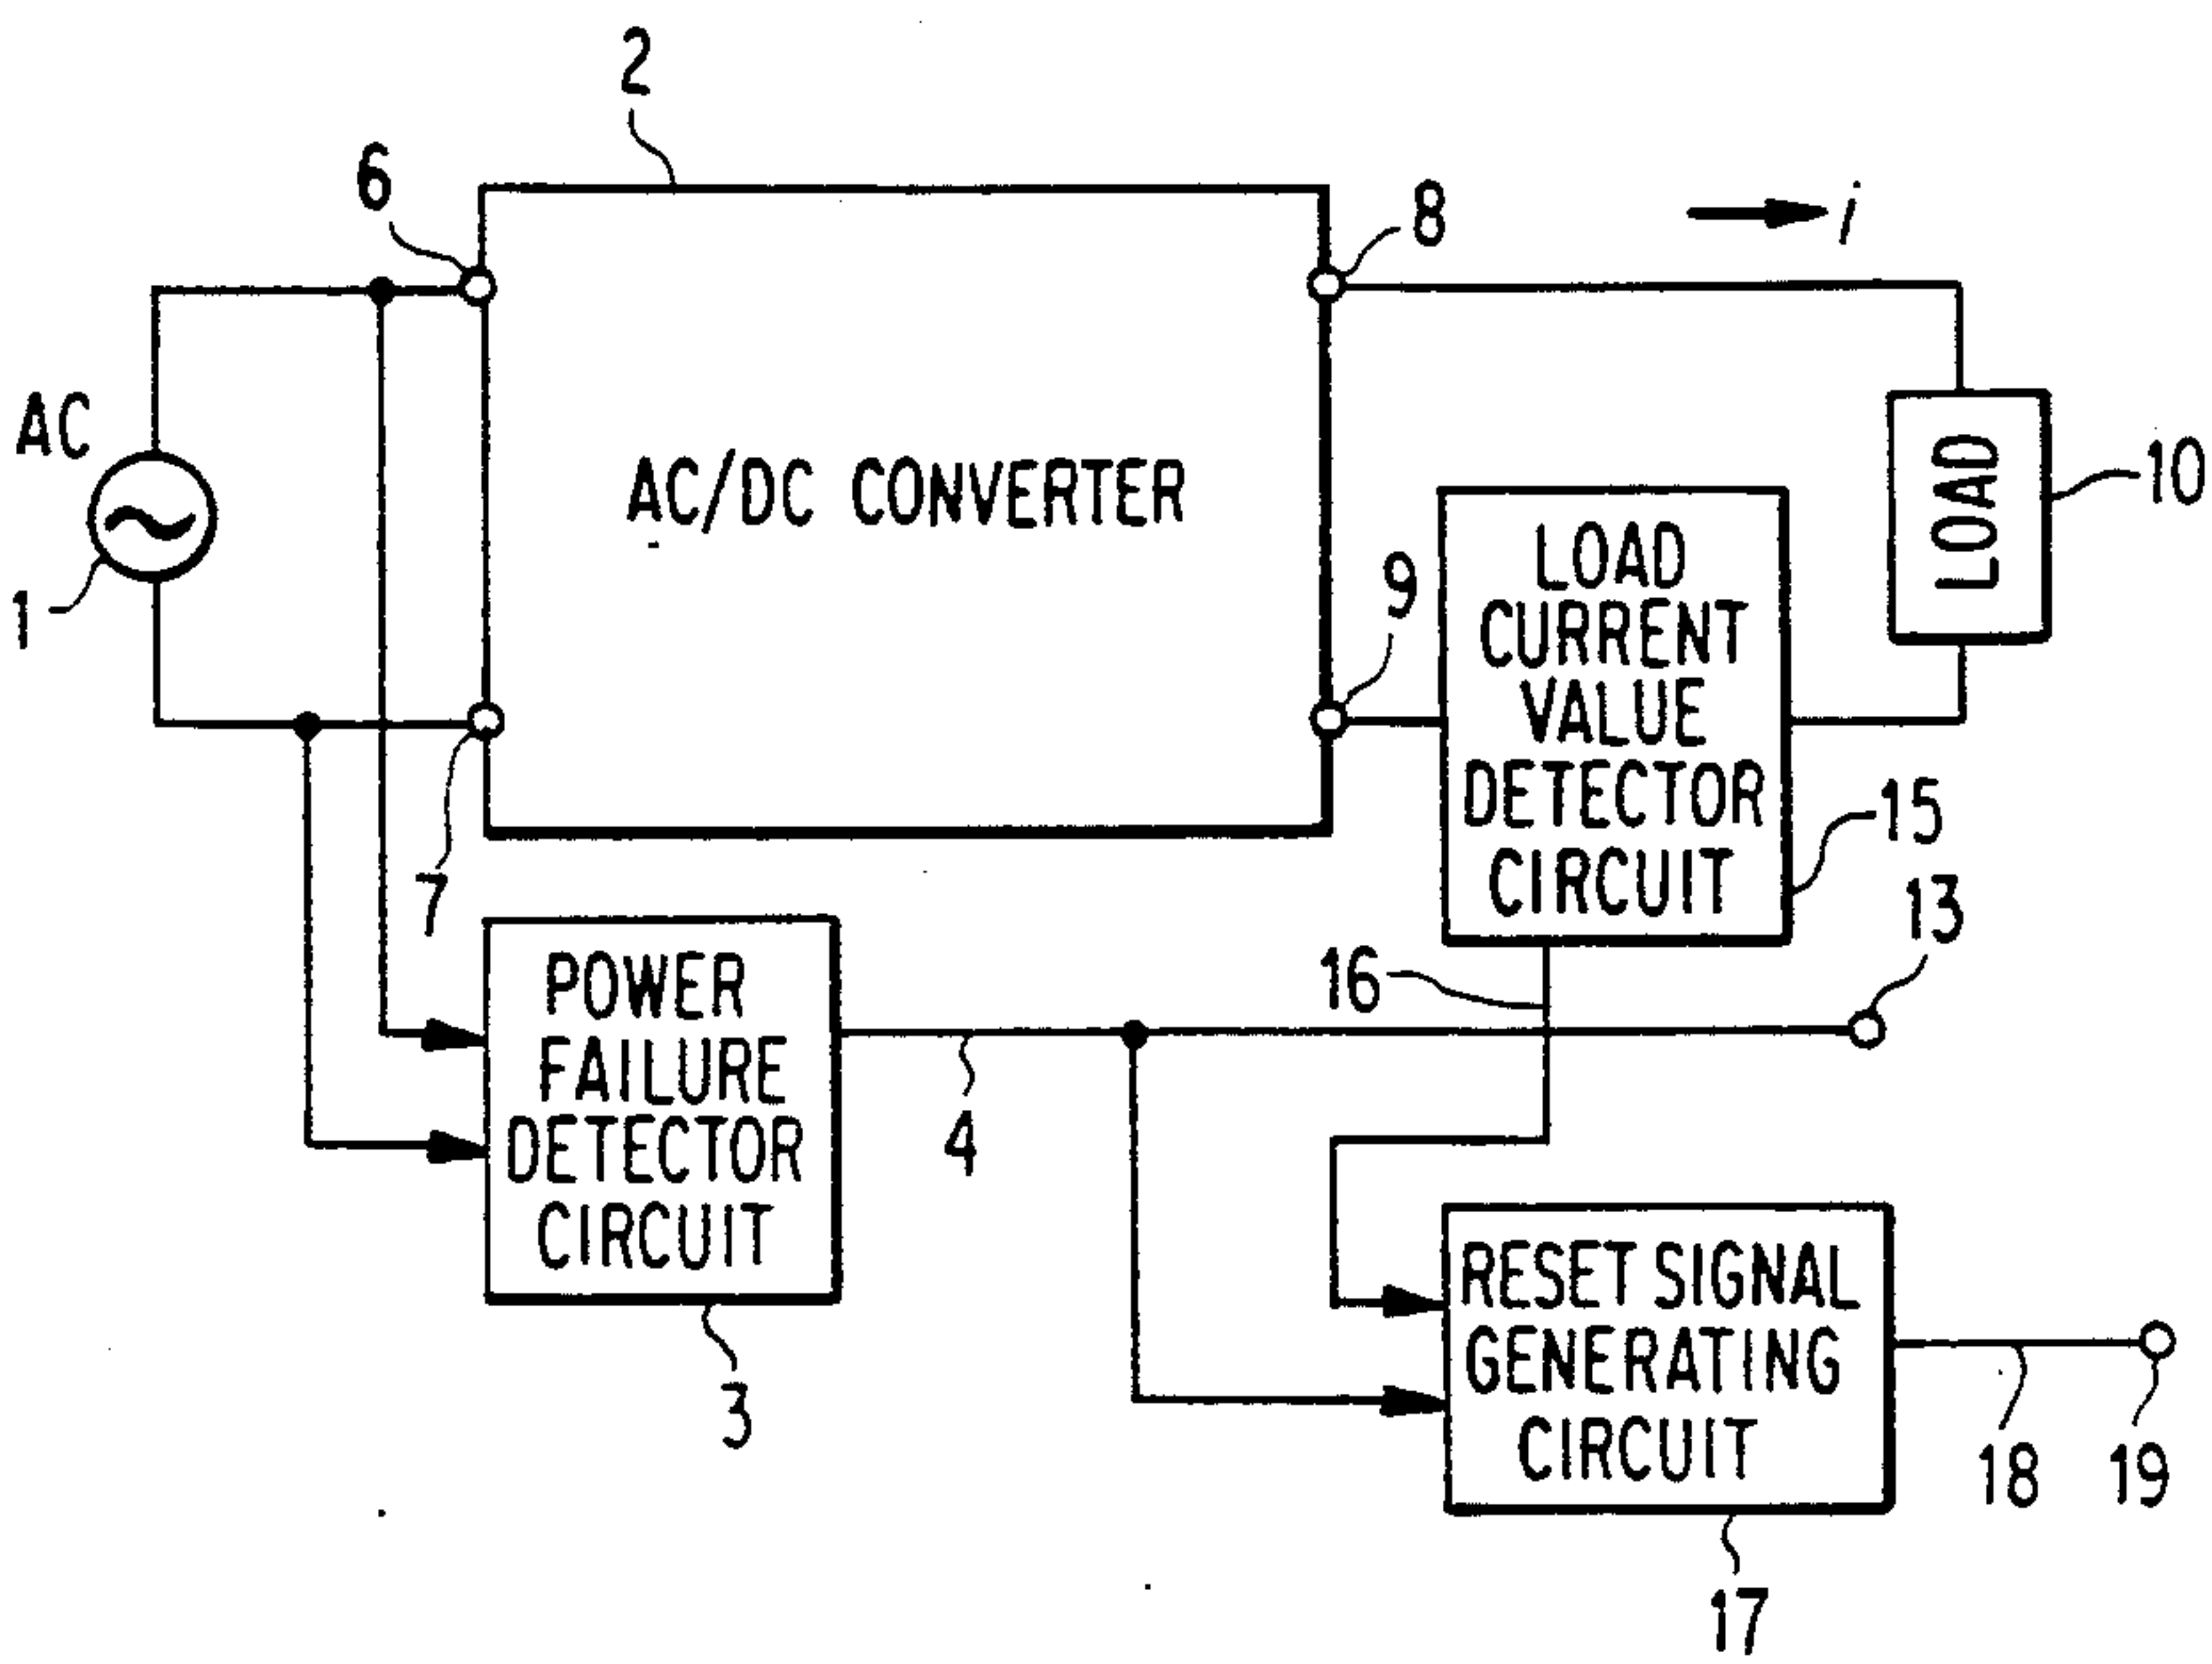 2
6
8
i
AC
AC/DC CONVERTER
LOAD
10
1
9
LOAD
CURRENT
VALUE
DETECTOR
CIRCUIT
15
7
13
POWER
FAILURE
DETECTOR
CIRCUIT
16
4
3
RESET SIGNAL
GENERATING
CIRCUIT
18
19
17